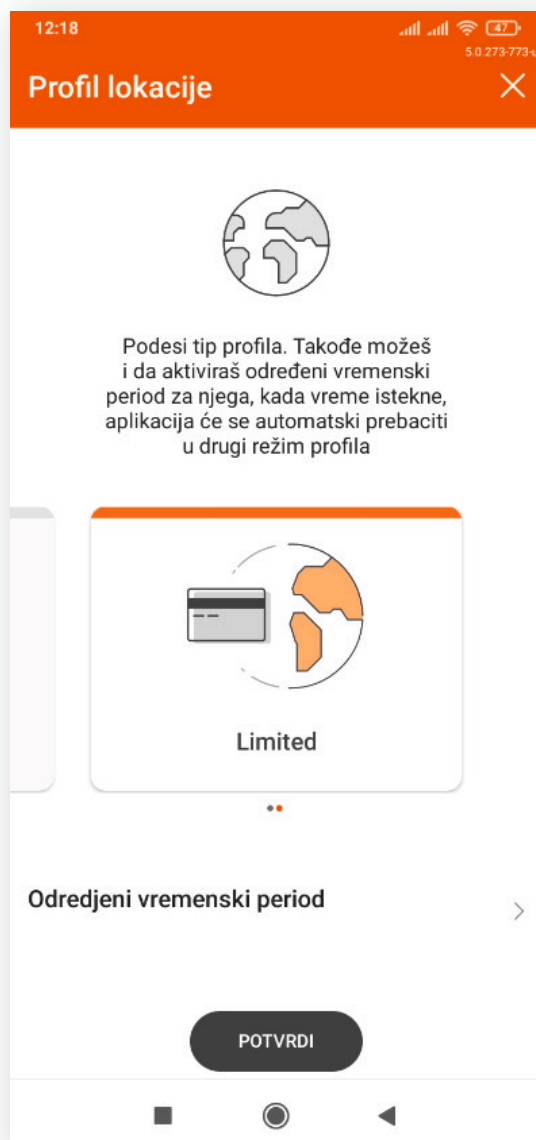 12:18
47
5.0.273-773-u
Profil lokacije
Podesi tip profila. Takođe možeš
i da aktiviraš određeni vremenski
period za njega, kada vreme istekne,
aplikacija će se automatski prebaciti
u drugi režim profila
Limited
Odredjeni vremenski period
POTVRDI